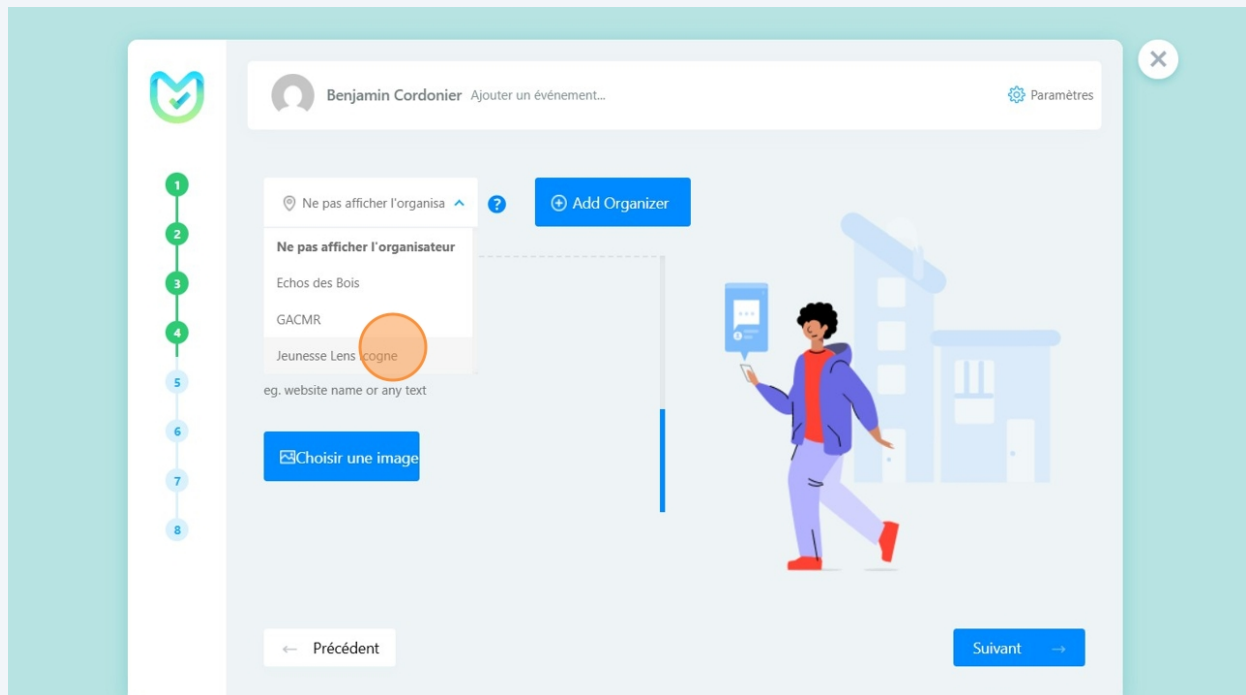 Benjamin Cordonier Ajouter un événement...
Paramètres
1
2
3
4
5
6
7
8
Ne pas afficher l'organisa
?
Add Organizer
Ne pas afficher l'organisateur
Echos des Bois
GACMR
Jeunesse Lens Icogne
eg. website name or any text
Choisir une image
← Précédent
Suivant →